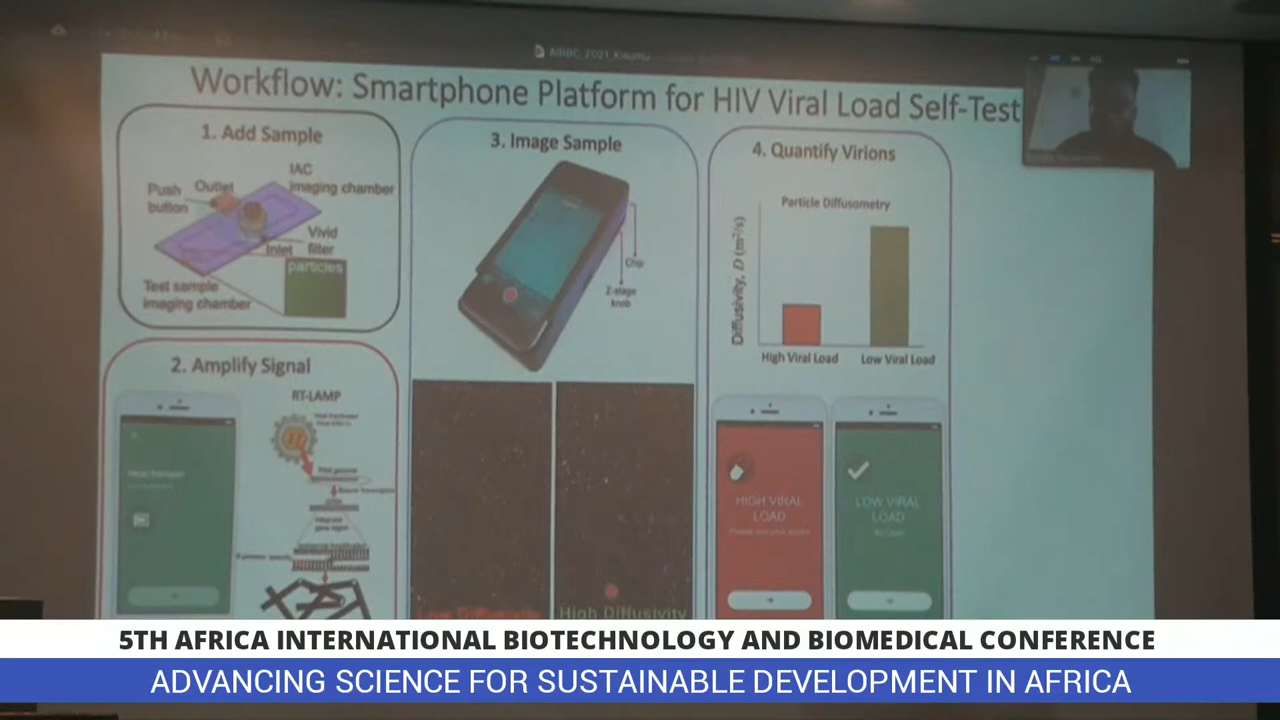 AIBBC_2021_Kisumu
Workflow: Smartphone Platform for HIV Viral Load Self-Test
1. Add Sample
IAC
imaging chamber
Push
button
Outlet
Vivid
filter
Inlet
particles
Test sample
imaging chamber
2. Amplify Signal
RT-LAMP
3. Image Sample
Chip
Z-stage
knob
Low Diffusivity
High Diffusivity
4. Quantify Virions
Particle Diffusometry
Diffusivity, D (m²/s)
High Viral Load
Low Viral Load
HIGH VIRAL
LOAD
LOW VIRAL
LOAD
5TH AFRICA INTERNATIONAL BIOTECHNOLOGY AND BIOMEDICAL CONFERENCE
ADVANCING SCIENCE FOR SUSTAINABLE DEVELOPMENT IN AFRICA